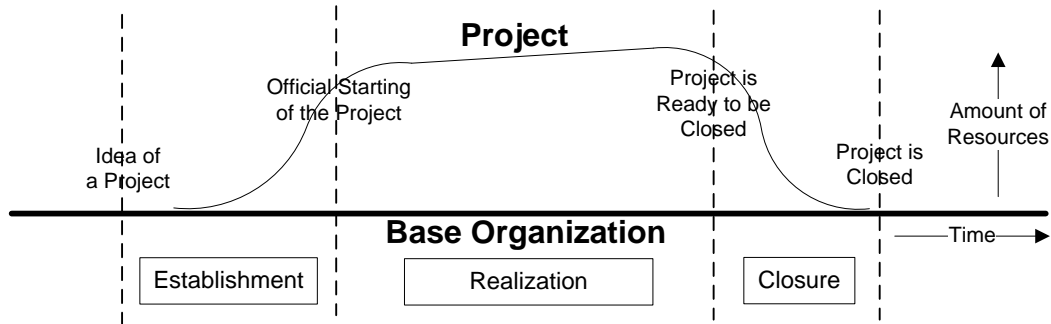 Project
Official Starting
of the Project
Project is
Ready to be
Closed
Amount of
Resources
Idea of
a Project
Project is
Closed
Base Organization
Time
Establishment
Realization
Closure